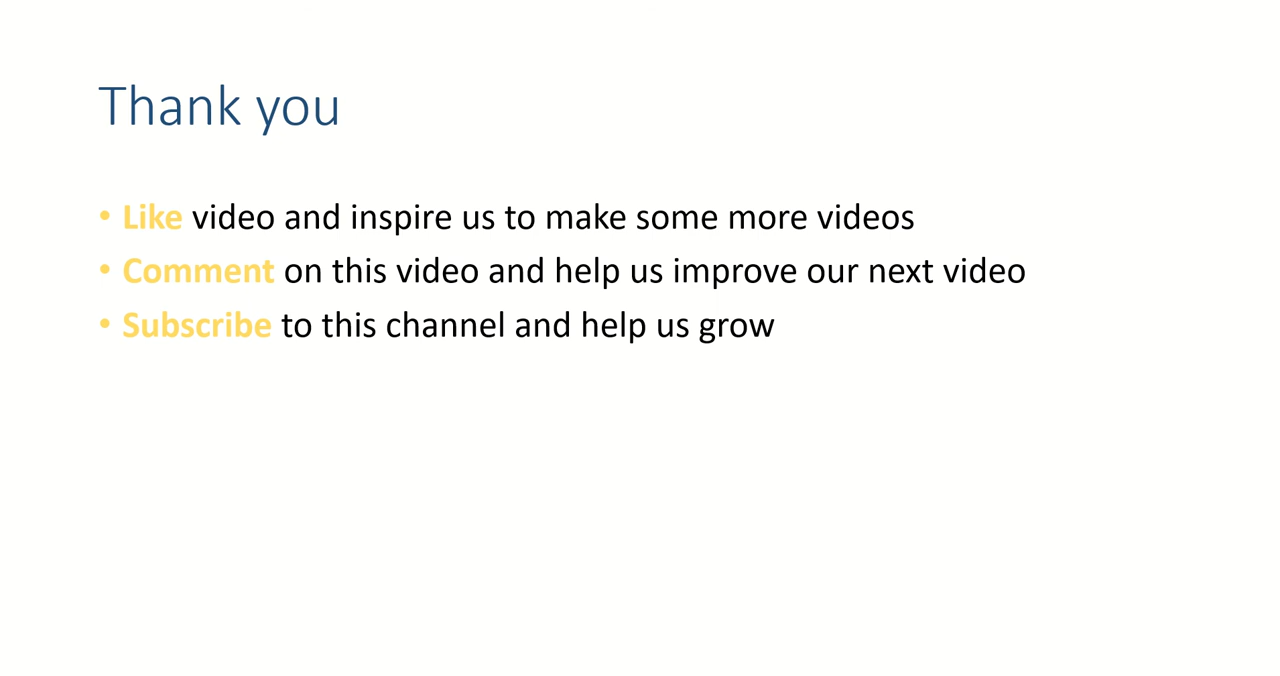 Thank you
• Like video and inspire us to make some more videos
• Comment on this video and help us improve our next video
• Subscribe to this channel and help us grow